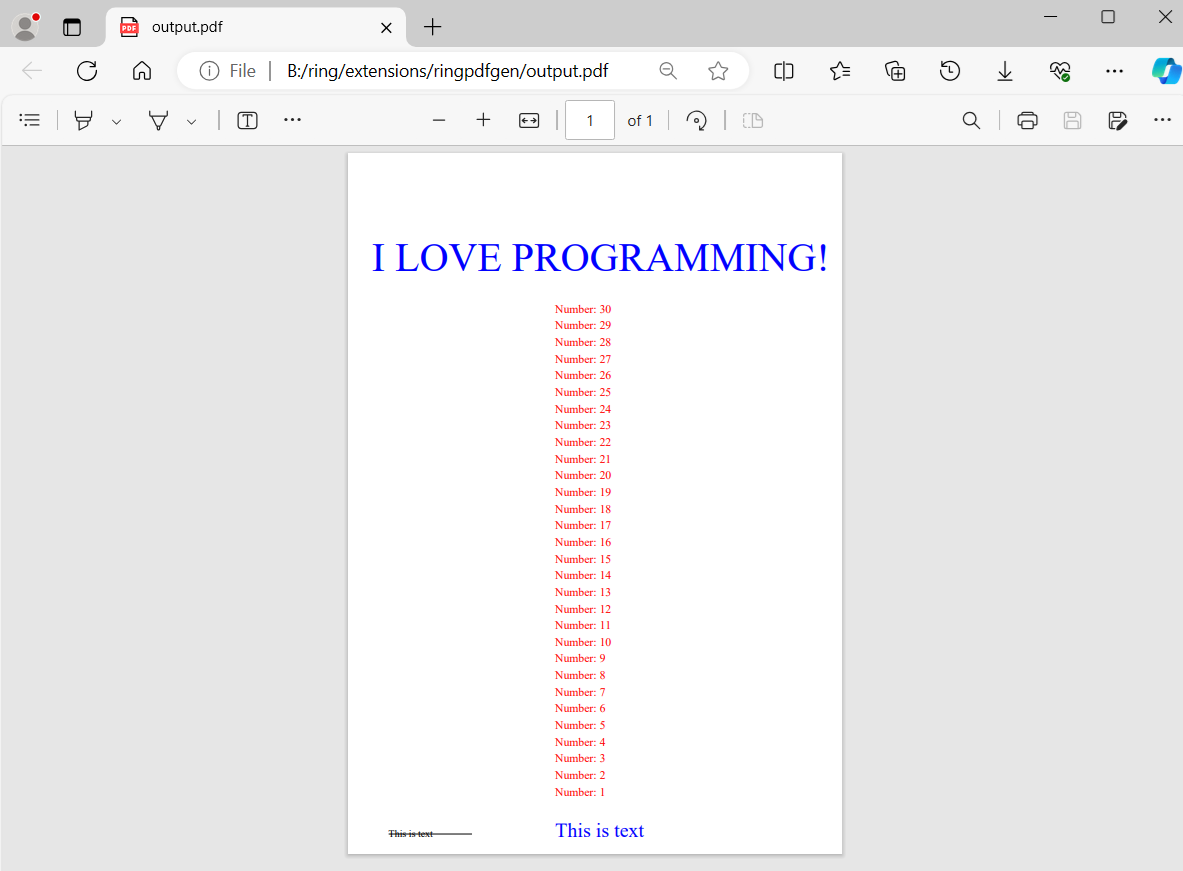 output.pdf
File B:/ring/extensions/ringpdfgen/output.pdf
1 of 1
I LOVE PROGRAMMING!
Number: 30
Number: 29
Number: 28
Number: 27
Number: 26
Number: 25
Number: 24
Number: 23
Number: 22
Number: 21
Number: 20
Number: 19
Number: 18
Number: 17
Number: 16
Number: 15
Number: 14
Number: 13
Number: 12
Number: 11
Number: 10
Number: 9
Number: 8
Number: 7
Number: 6
Number: 5
Number: 4
Number: 3
Number: 2
Number: 1
This is text This is text